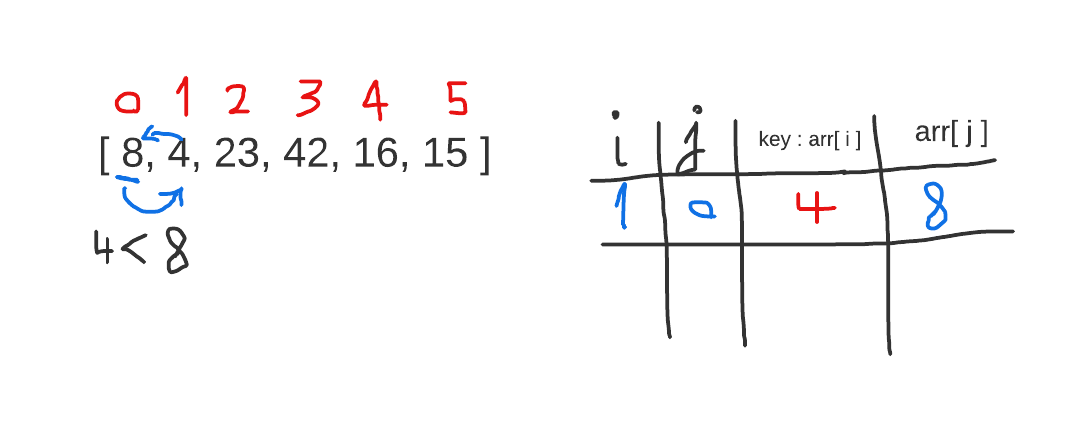 0 1 2 3 4 5
[ 8, 4, 23, 42, 16, 15 ]
4 < 8
i j key : arr[ i ] arr[ j ]
1 0 4 8